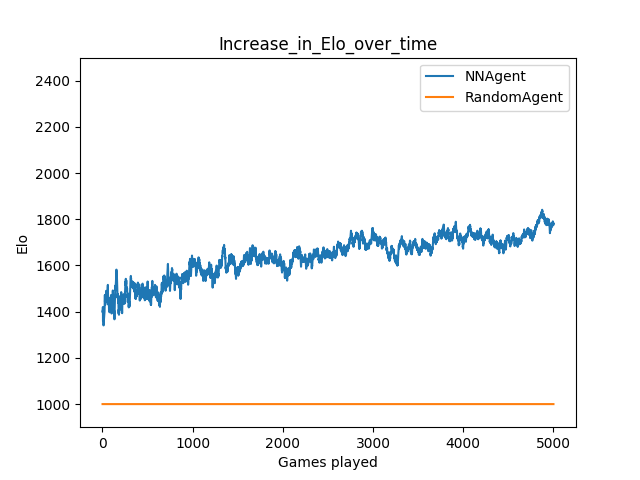 Increase_in_Elo_over_time
NNAgent
RandomAgent
2400
2200
2000
1800
1600
1400
1200
1000
Elo
0 1000 2000 3000 4000 5000
Games played